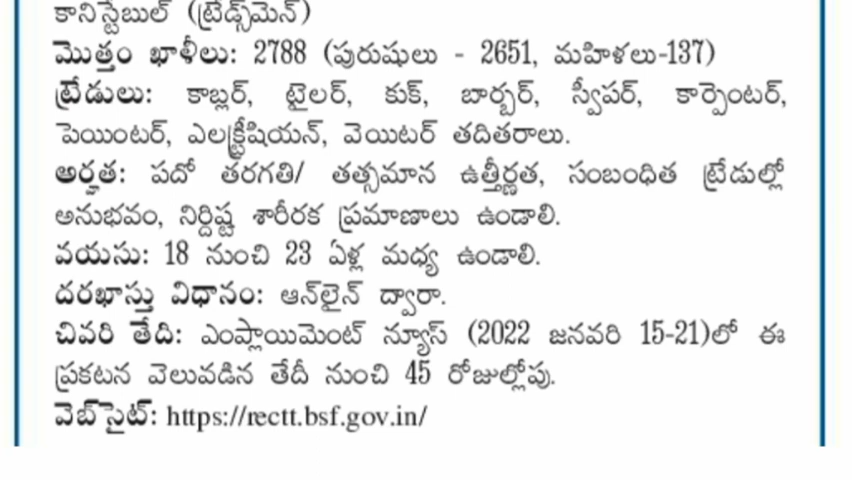 కానిస్టేబుల్ (ట్రేడ్స్‌మెన్)
మొత్తం ఖాళీలు: 2788 (పురుషులు - 2651, మహిళలు-137)
ట్రేడులు: కాబ్లర్, టైలర్, కుక్, బార్బర్, స్వీపర్, కార్పెంటర్,
పెయింటర్, ఎలక్ట్రీషియన్, వెయిటర్ తదితరాలు.
అర్హత: పదో తరగతి/ తత్సమాన ఉత్తీర్ణత, సంబంధిత ట్రేడుల్లో
అనుభవం, నిర్దిష్ట శారీరక ప్రమాణాలు ఉండాలి.
వయసు: 18 నుంచి 23 ఏళ్ల మధ్య ఉండాలి.
దరఖాస్తు విధానం: ఆన్‌లైన్ ద్వారా.
చివరి తేది: ఎంప్లాయిమెంట్ న్యూస్ (2022 జనవరి 15-21)లో ఈ
ప్రకటన వెలువడిన తేదీ నుంచి 45 రోజుల్లోపు.
వెబ్‌సైట్: https://rectt.bsf.gov.in/